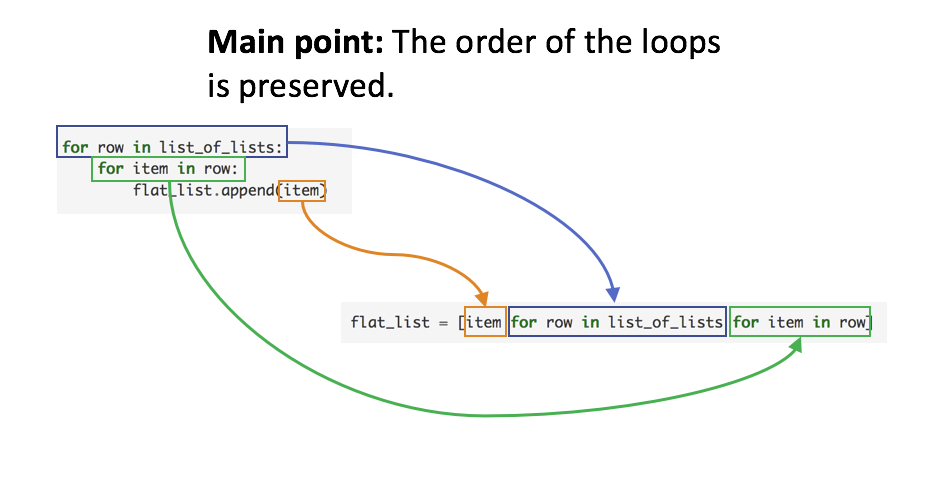 Main point: The order of the loops
is preserved.
for row in list_of_lists:
for item in row:
flat_list.append(item)
flat_list = [item for row in list_of_lists for item in row]